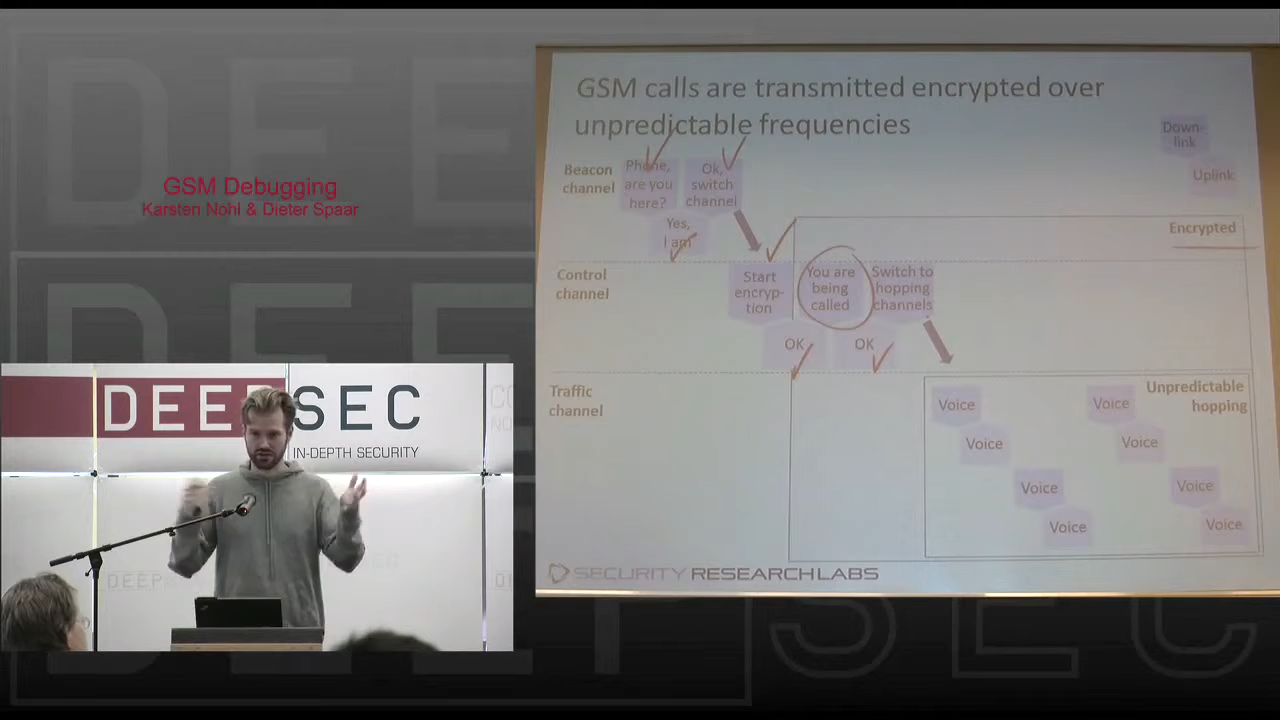 GSM Debugging
Karsten Nohl & Dieter Spaar
DEEPSEC
IN-DEPTH SECURITY
GSM calls are transmitted encrypted over
unpredictable frequencies
Down-
link
Uplink
Beacon
channel
Phone,
are you
here?
Ok,
switch
channel
Yes,
I am
Encrypted
Control
channel
Start
encryp-
tion
You are
being
called
Switch to
hopping
channels
OK
OK
Traffic
channel
Unpredictable
hopping
Voice
Voice
Voice
Voice
Voice
Voice
Voice
Voice
SECURITY RESEARCH LABS